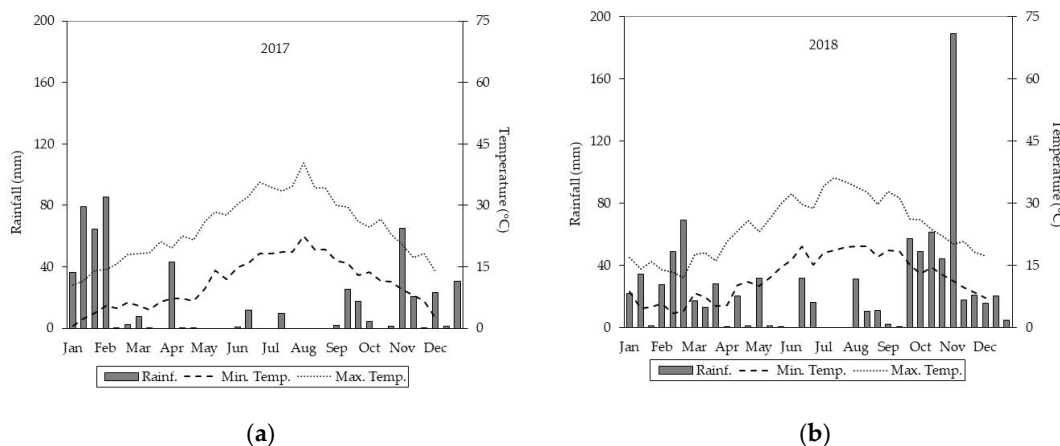 2017
200
160
120
80
40
0
75
60
45
30
15
0
Rainfall (mm)
Temperature (°C)
Jan Feb Mar Apr May Jun Jul Aug Sep Oct Nov Dec
Rainf. Min. Temp. Max. Temp.
(a)
2018
200
160
120
80
40
0
75
60
45
30
15
0
Rainfall (mm)
Temperature (°C)
Jan Feb Mar Apr May Jun Jul Aug Sep Oct Nov Dec
Rainf. Min. Temp. Max. Temp.
(b)